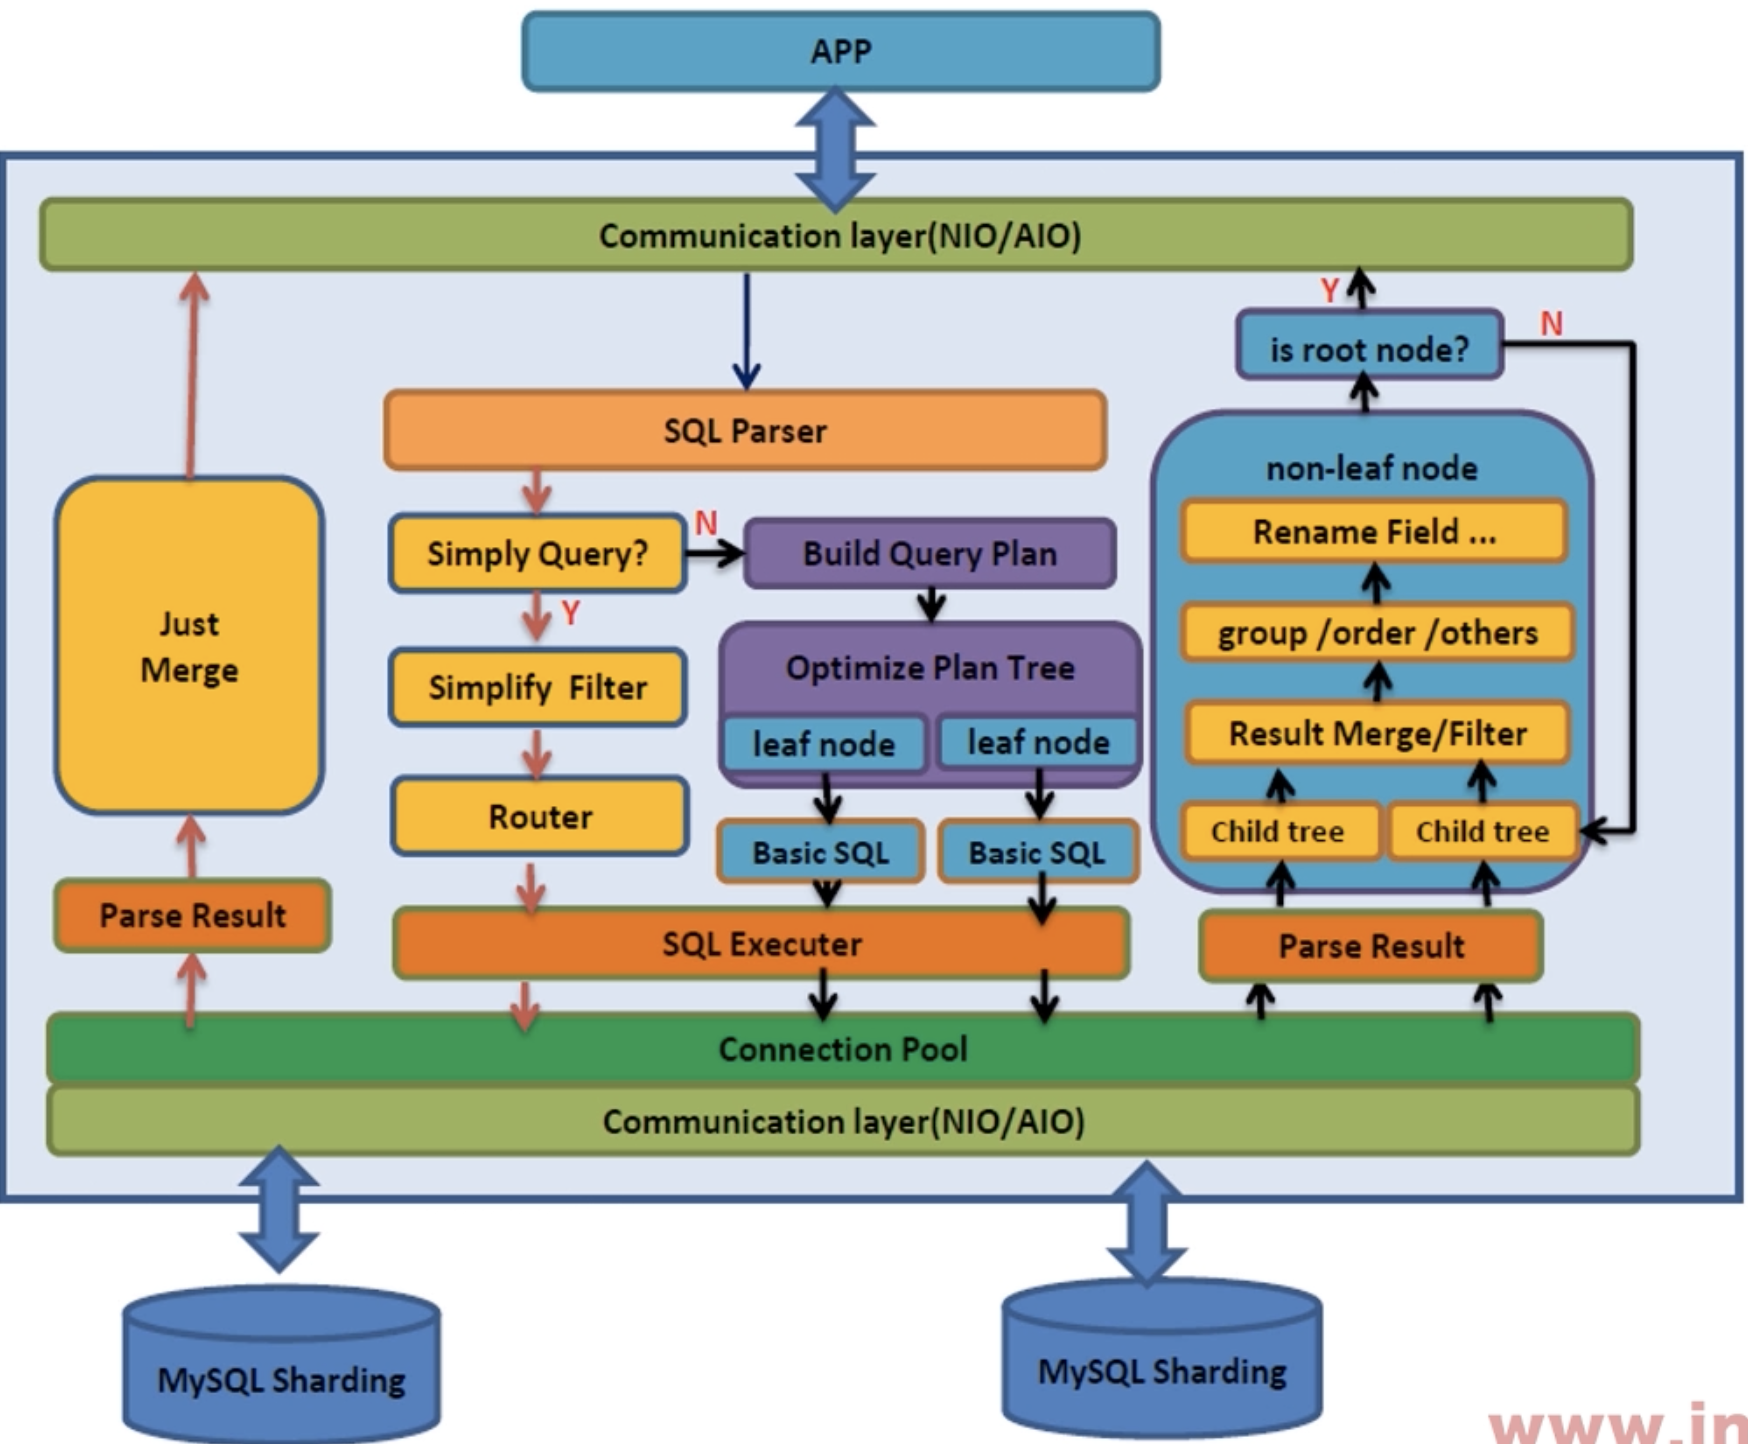 APP
Communication layer(NIO/AIO)
Y
is root node?
N
SQL Parser
non-leaf node
Rename Field ...
Simply Query?
N
Build Query Plan
Y
Just
Merge
group /order /others
Simplify Filter
Optimize Plan Tree
leaf node
leaf node
Result Merge/Filter
Router
Basic SQL
Basic SQL
Child tree
Child tree
Parse Result
SQL Executer
Parse Result
Connection Pool
Communication layer(NIO/AIO)
MySQL Sharding
MySQL Sharding
www.in